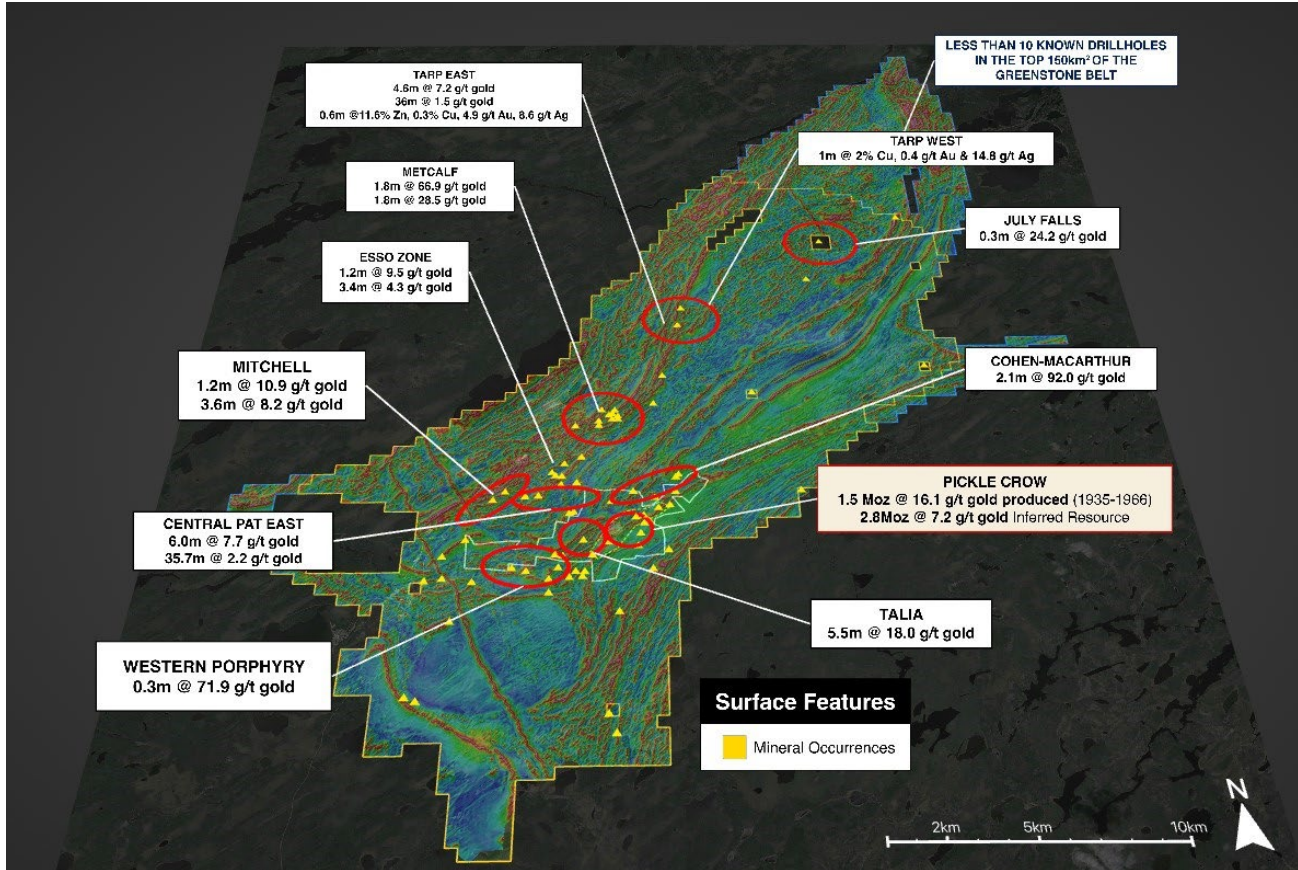 LESS THAN 10 KNOWN DRILLHOLES
IN THE TOP 150km² OF THE
GREENSTONE BELT
TARP EAST
4.6m @ 7.2 g/t gold
36m @ 1.5 g/t gold
0.6m @11.6% Zn, 0.3% Cu, 4.9 g/t Au, 8.6 g/t Ag
TARP WEST
1m @ 2% Cu, 0.4 g/t Au & 14.8 g/t Ag
METCALF
1.8m @ 66.9 g/t gold
1.8m @ 28.5 g/t gold
JULY FALLS
0.3m @ 24.2 g/t gold
ESSO ZONE
1.2m @ 9.5 g/t gold
3.4m @ 4.3 g/t gold
MITCHELL
1.2m @ 10.9 g/t gold
3.6m @ 8.2 g/t gold
COHEN-MACARTHUR
2.1m @ 92.0 g/t gold
PICKLE CROW
1.5 Moz @ 16.1 g/t gold produced (1935-1966)
2.8Moz @ 7.2 g/t gold Inferred Resource
CENTRAL PAT EAST
6.0m @ 7.7 g/t gold
35.7m @ 2.2 g/t gold
TALIA
5.5m @ 18.0 g/t gold
WESTERN PORPHYRY
0.3m @ 71.9 g/t gold
Surface Features
Mineral Occurrences
N
2km 5km 10km